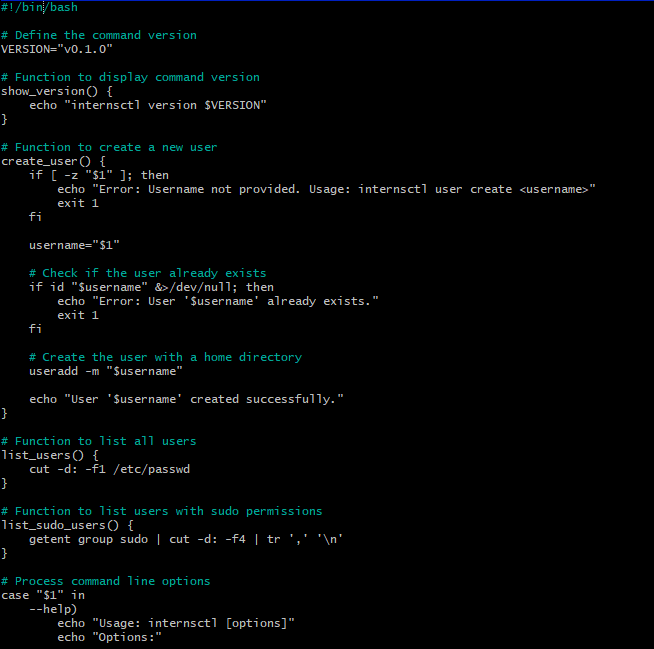 #!/bin/bash

# Define the command version
VERSION="v0.1.0"

# Function to display command version
show_version() {
    echo "internsctl version $VERSION"
}

# Function to create a new user
create_user() {
    if [ -z "$1" ]; then
        echo "Error: Username not provided. Usage: internsctl user create <username>"
        exit 1
    fi

    username="$1"

    # Check if the user already exists
    if id "$username" &>/dev/null; then
        echo "Error: User '$username' already exists."
        exit 1
    fi

    # Create the user with a home directory
    useradd -m "$username"

    echo "User '$username' created successfully."
}

# Function to list all users
list_users() {
    cut -d: -f1 /etc/passwd
}

# Function to list users with sudo permissions
list_sudo_users() {
    getent group sudo | cut -d: -f4 | tr ',' '\n'
}

# Process command line options
case "$1" in
    --help)
        echo "Usage: internsctl [options]"
        echo "Options:"